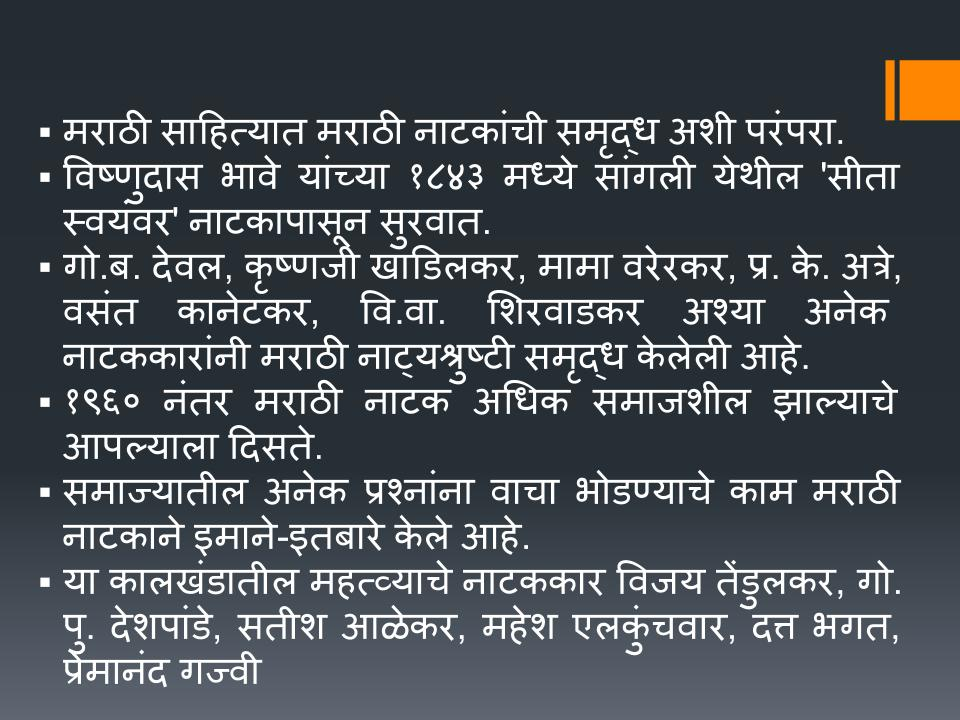 ▪ मराठी साहित्यात मराठी नाटकांची समृद्ध अशी परंपरा.
▪ विष्णुदास भावे यांच्या १८४३ मध्ये सांगली येथील 'सीता
स्वयंवर' नाटकापासून सुरवात.
▪ गो.ब. देवल, कृष्णजी खाडिलकर, मामा वरेरकर, प्र. के. अत्रे,
वसंत कानेटकर, वि.वा. शिरवाडकर अश्या अनेक
नाटककारांनी मराठी नाट्यश्रुष्टी समृद्ध केलेली आहे.
▪ १९६० नंतर मराठी नाटक अधिक समाजशील झाल्याचे
आपल्याला दिसते.
▪ समाज्यातील अनेक प्रश्नांना वाचा भोडण्याचे काम मराठी
नाटकाने इमाने-इतबारे केले आहे.
▪ या कालखंडातील महत्व्याचे नाटककार विजय तेंडुलकर, गो.
पु. देशपांडे, सतीश आळेकर, महेश एलकुंचवार, दत्त भगत,
प्रेमानंद गज्वी